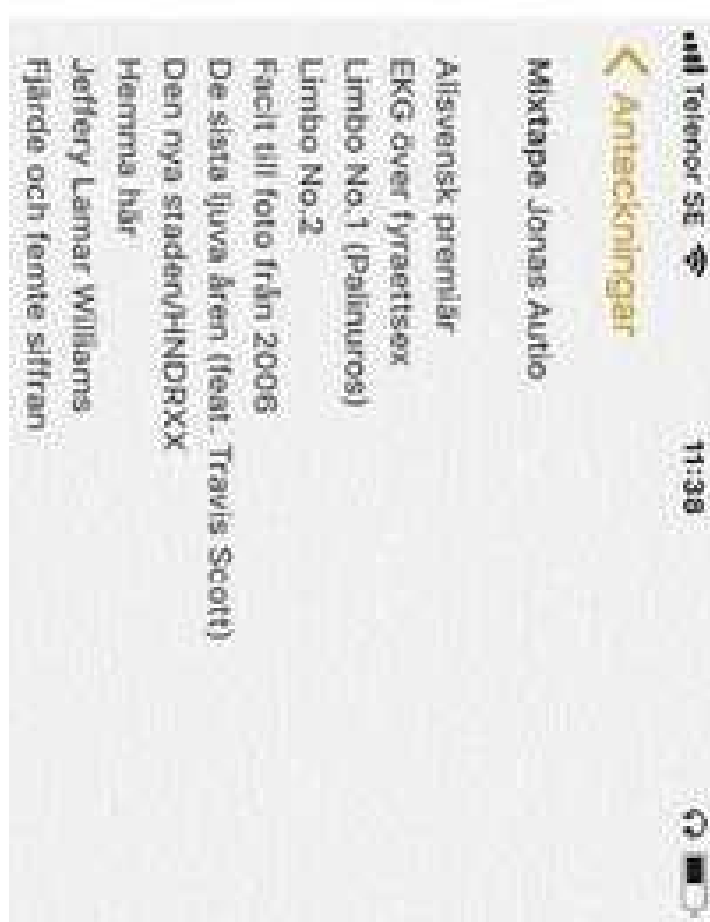 Telenor SE 11:38
Anteckningar
Mixtape Jonas Autio
Allsvensk premiär
EKG över fyraettsex
Limbo No.1 (Palinuros)
Limbo No.2
Facit till foto från 2006
De sista ljuva åren (feat. Travis Scott)
Den nya staden/HNDRXX
Hemma här
Jeffery Lamar Williams
Fjärde och femte siffran